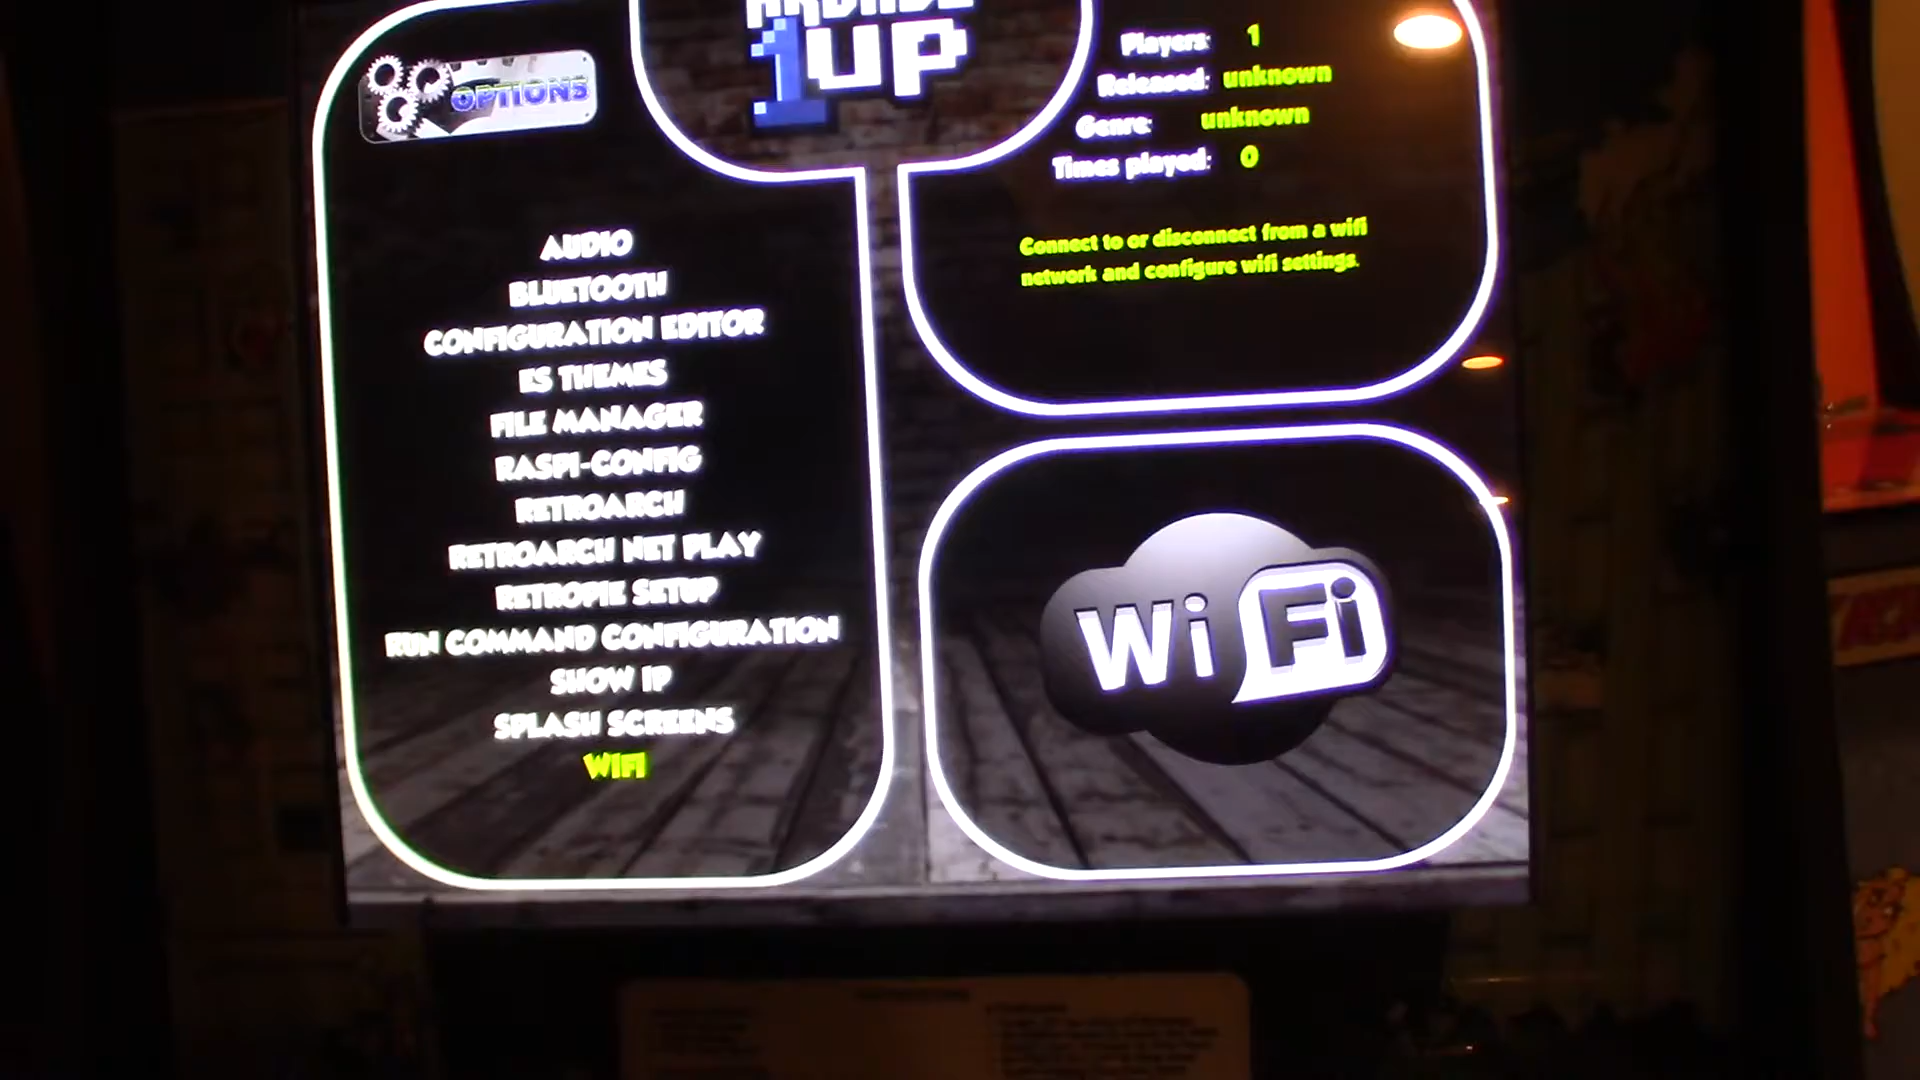 OPTIONS
ARCADE
1UP
Players: 1
Released: unknown
Genre: unknown
Times played: 0
Connect to or disconnect from a wifi
network and configure wifi settings.
AUDIO
BLUETOOTH
CONFIGURATION EDITOR
ES THEMES
FILE MANAGER
RASPI-CONFIG
RETROARCH
RETROARCH NET PLAY
RETROPIE SETUP
RUN COMMAND CONFIGURATION
SHOW IP
SPLASH SCREENS
WIFI
Wi Fi